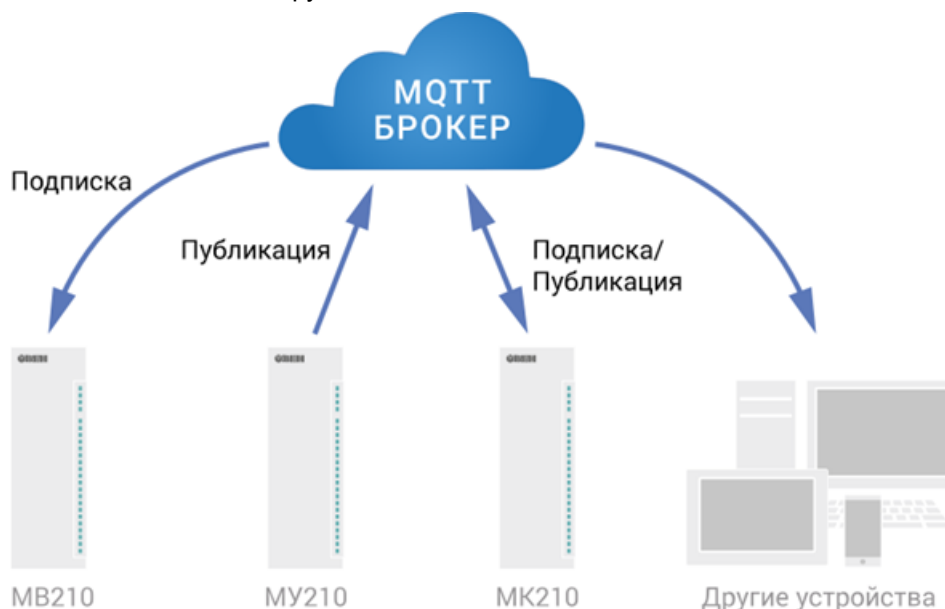 MQTT
БРОКЕР
Подписка
Публикация
Подписка/
Публикация
МВ210
МУ210
МК210
Другие устройства